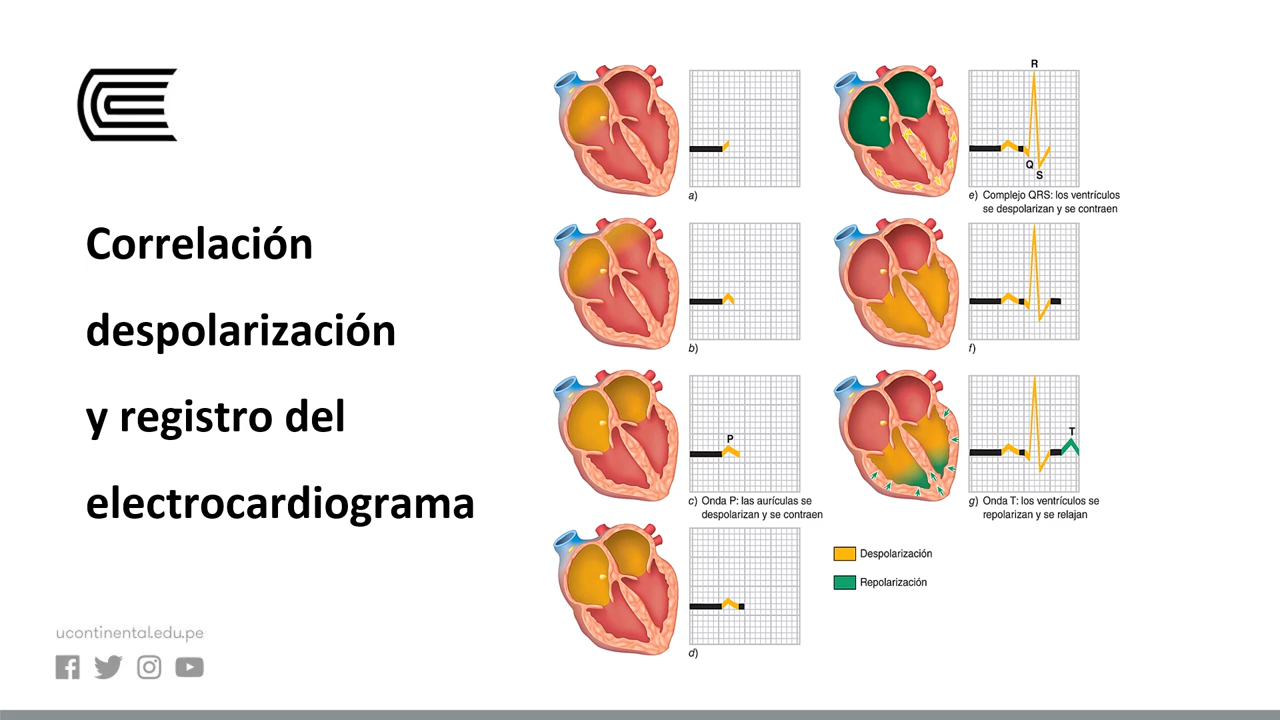 Correlación
despolarización
y registro del
electrocardiograma
ucontinental.edu.pe
a)
b)
P
c) Onda P: las aurículas se
despolarizan y se contraen
d)
R
Q
S
e) Complejo QRS: los ventrículos
se despolarizan y se contraen
f)
T
g) Onda T: los ventrículos se
repolarizan y se relajan
Despolarización
Repolarización